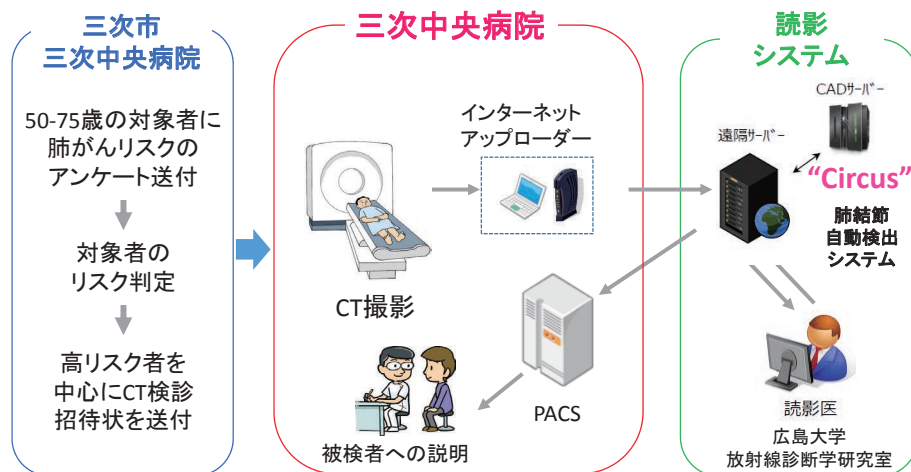 三次市
三次中央病院
50-75歳の対象者に
肺がんリスクの
アンケート送付
対象者の
リスク判定
高リスク者を
中心にCT検診
招待状を送付
三次中央病院
インターネット
アップローダー
CT撮影
PACS
被検者への説明
読影
システム
CADサーバー
遠隔サーバー
“Circus”
肺結節
自動検出
システム
読影医
広島大学
放射線診断学研究室